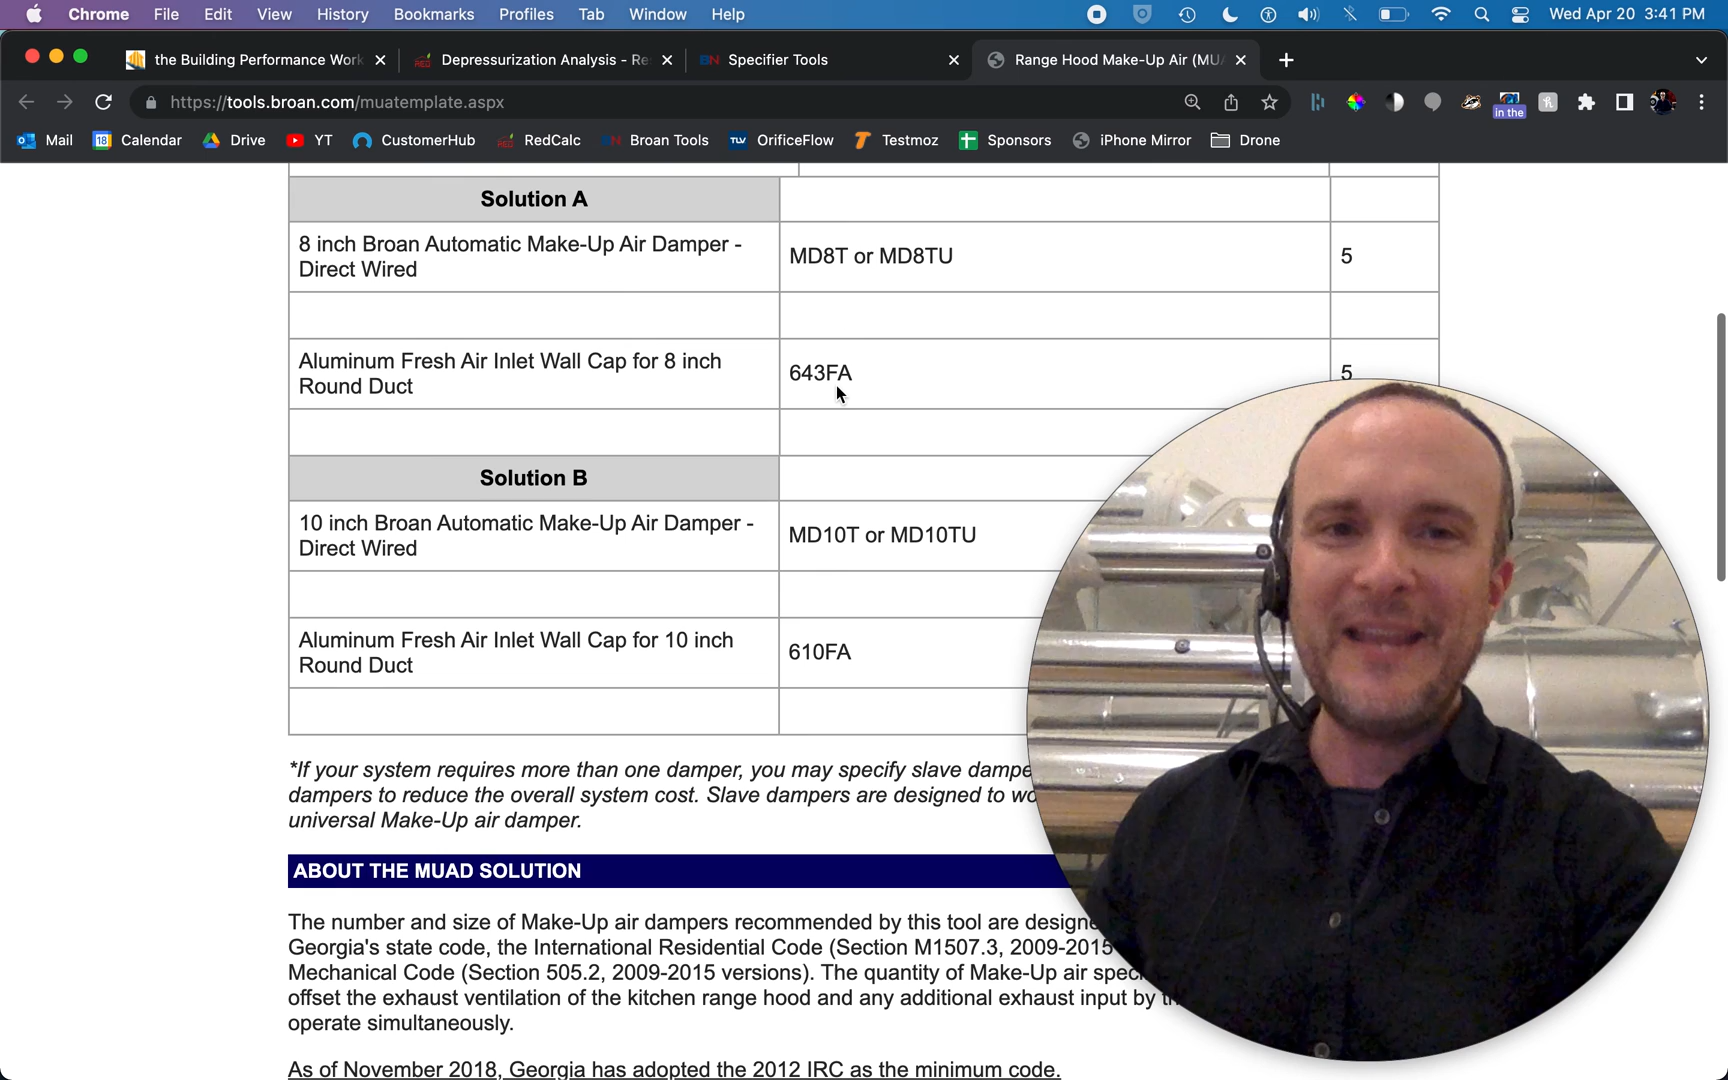 Chrome File Edit View History Bookmarks Profiles Tab Window Help Wed Apr 20 3:41 PM
the Building Performance Work Depressurization Analysis - Re BN Specifier Tools Range Hood Make-Up Air (MUA
https://tools.broan.com/muatemplate.aspx in the
Mail 18 Calendar Drive YT CustomerHub RED RedCalc BN Broan Tools TLV OrificeFlow Testmoz Sponsors iPhone Mirror Drone
Solution A
8 inch Broan Automatic Make-Up Air Damper -
Direct Wired
MD8T or MD8TU
5
Aluminum Fresh Air Inlet Wall Cap for 8 inch
Round Duct
643FA
5
Solution B
10 inch Broan Automatic Make-Up Air Damper -
Direct Wired
MD10T or MD10TU
Aluminum Fresh Air Inlet Wall Cap for 10 inch
Round Duct
610FA
*If your system requires more than one damper, you may specify slave dampe
dampers to reduce the overall system cost. Slave dampers are designed to wo
universal Make-Up air damper.
ABOUT THE MUAD SOLUTION
The number and size of Make-Up air dampers recommended by this tool are designe
Georgia's state code, the International Residential Code (Section M1507.3, 2009-2015
Mechanical Code (Section 505.2, 2009-2015 versions). The quantity of Make-Up air spec
offset the exhaust ventilation of the kitchen range hood and any additional exhaust input by th
operate simultaneously.
As of November 2018, Georgia has adopted the 2012 IRC as the minimum code.